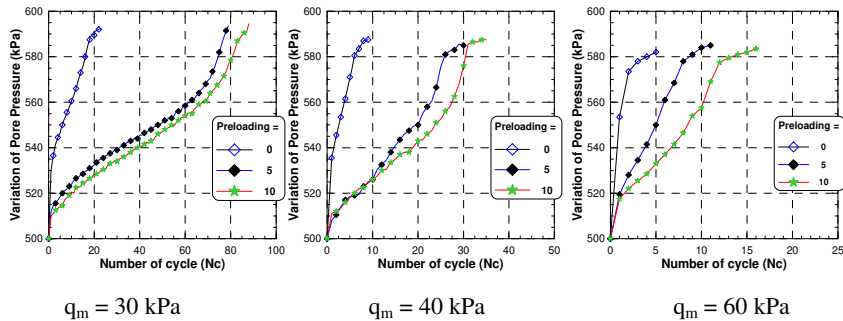 Variation of Pore Pressure (kPa)
600
580
560
540
520
500
0 20 40 60 80 100
Number of cycle (Nc)
Preloading =
0
5
10
q_m = 30 kPa
Variation of Pore Pressure (kPa)
600
580
560
540
520
500
0 10 20 30 40 50
Number of cycle (Nc)
Preloading =
0
5
10
q_m = 40 kPa
Variation of Pore Pressure (kPa)
600
580
560
540
520
500
0 5 10 15 20 25
Number of cycle (Nc)
Preloading =
0
5
10
q_m = 60 kPa